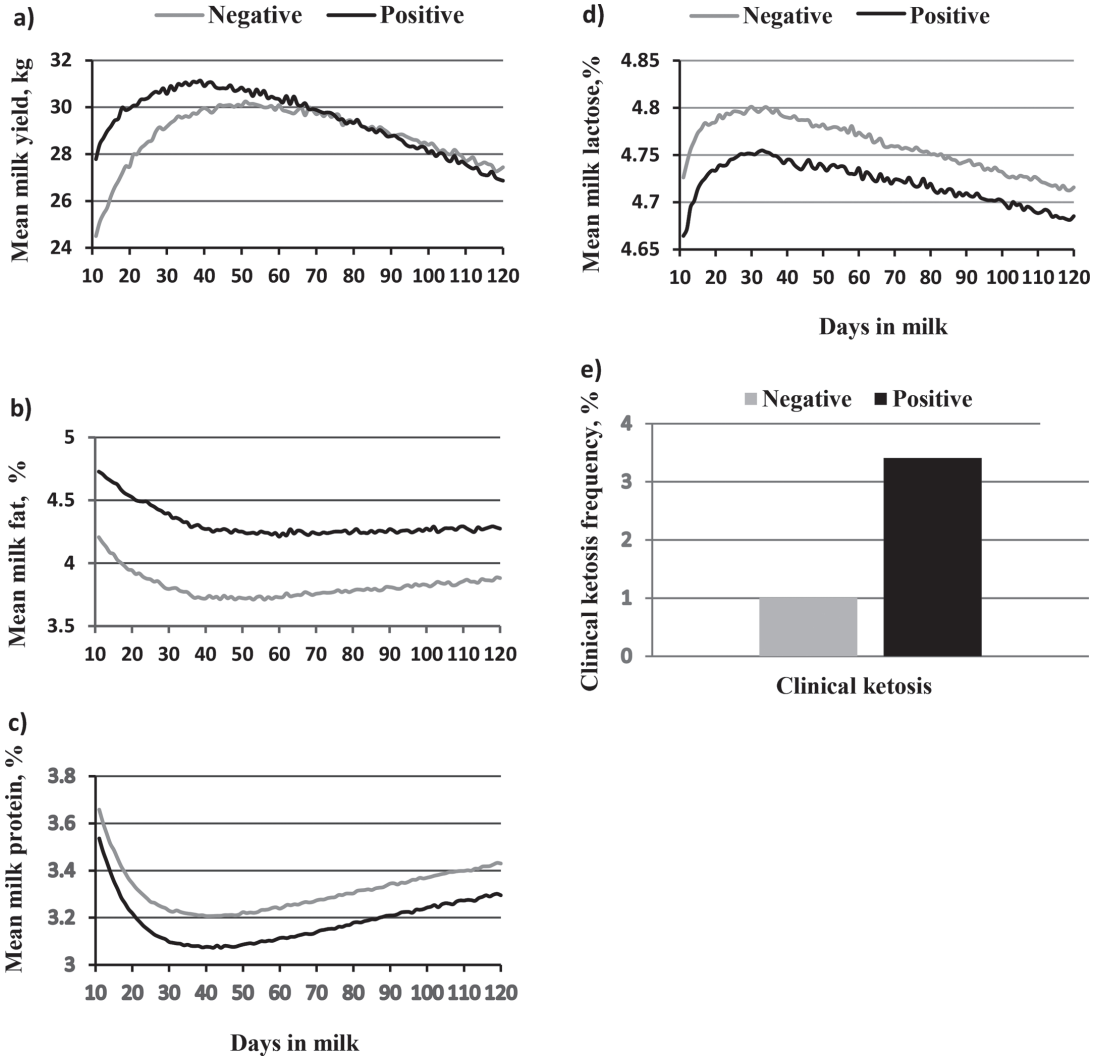 a)
Negative Positive
Mean milk yield, kg
32
30
28
26
24
10 20 30 40 50 60 70 80 90 100 110 120
b)
Mean milk fat, %
5
4.5
4
3.5
10 20 30 40 50 60 70 80 90 100 110 120
c)
Mean milk protein, %
3.8
3.6
3.4
3.2
3
10 20 30 40 50 60 70 80 90 100 110 120
Days in milk
d)
Negative Positive
Mean milk lactose,%
4.85
4.8
4.75
4.7
4.65
10 20 30 40 50 60 70 80 90 100 110 120
Days in milk
e)
Negative Positive
Clinical ketosis frequency, %
4
3
2
1
0
Clinical ketosis